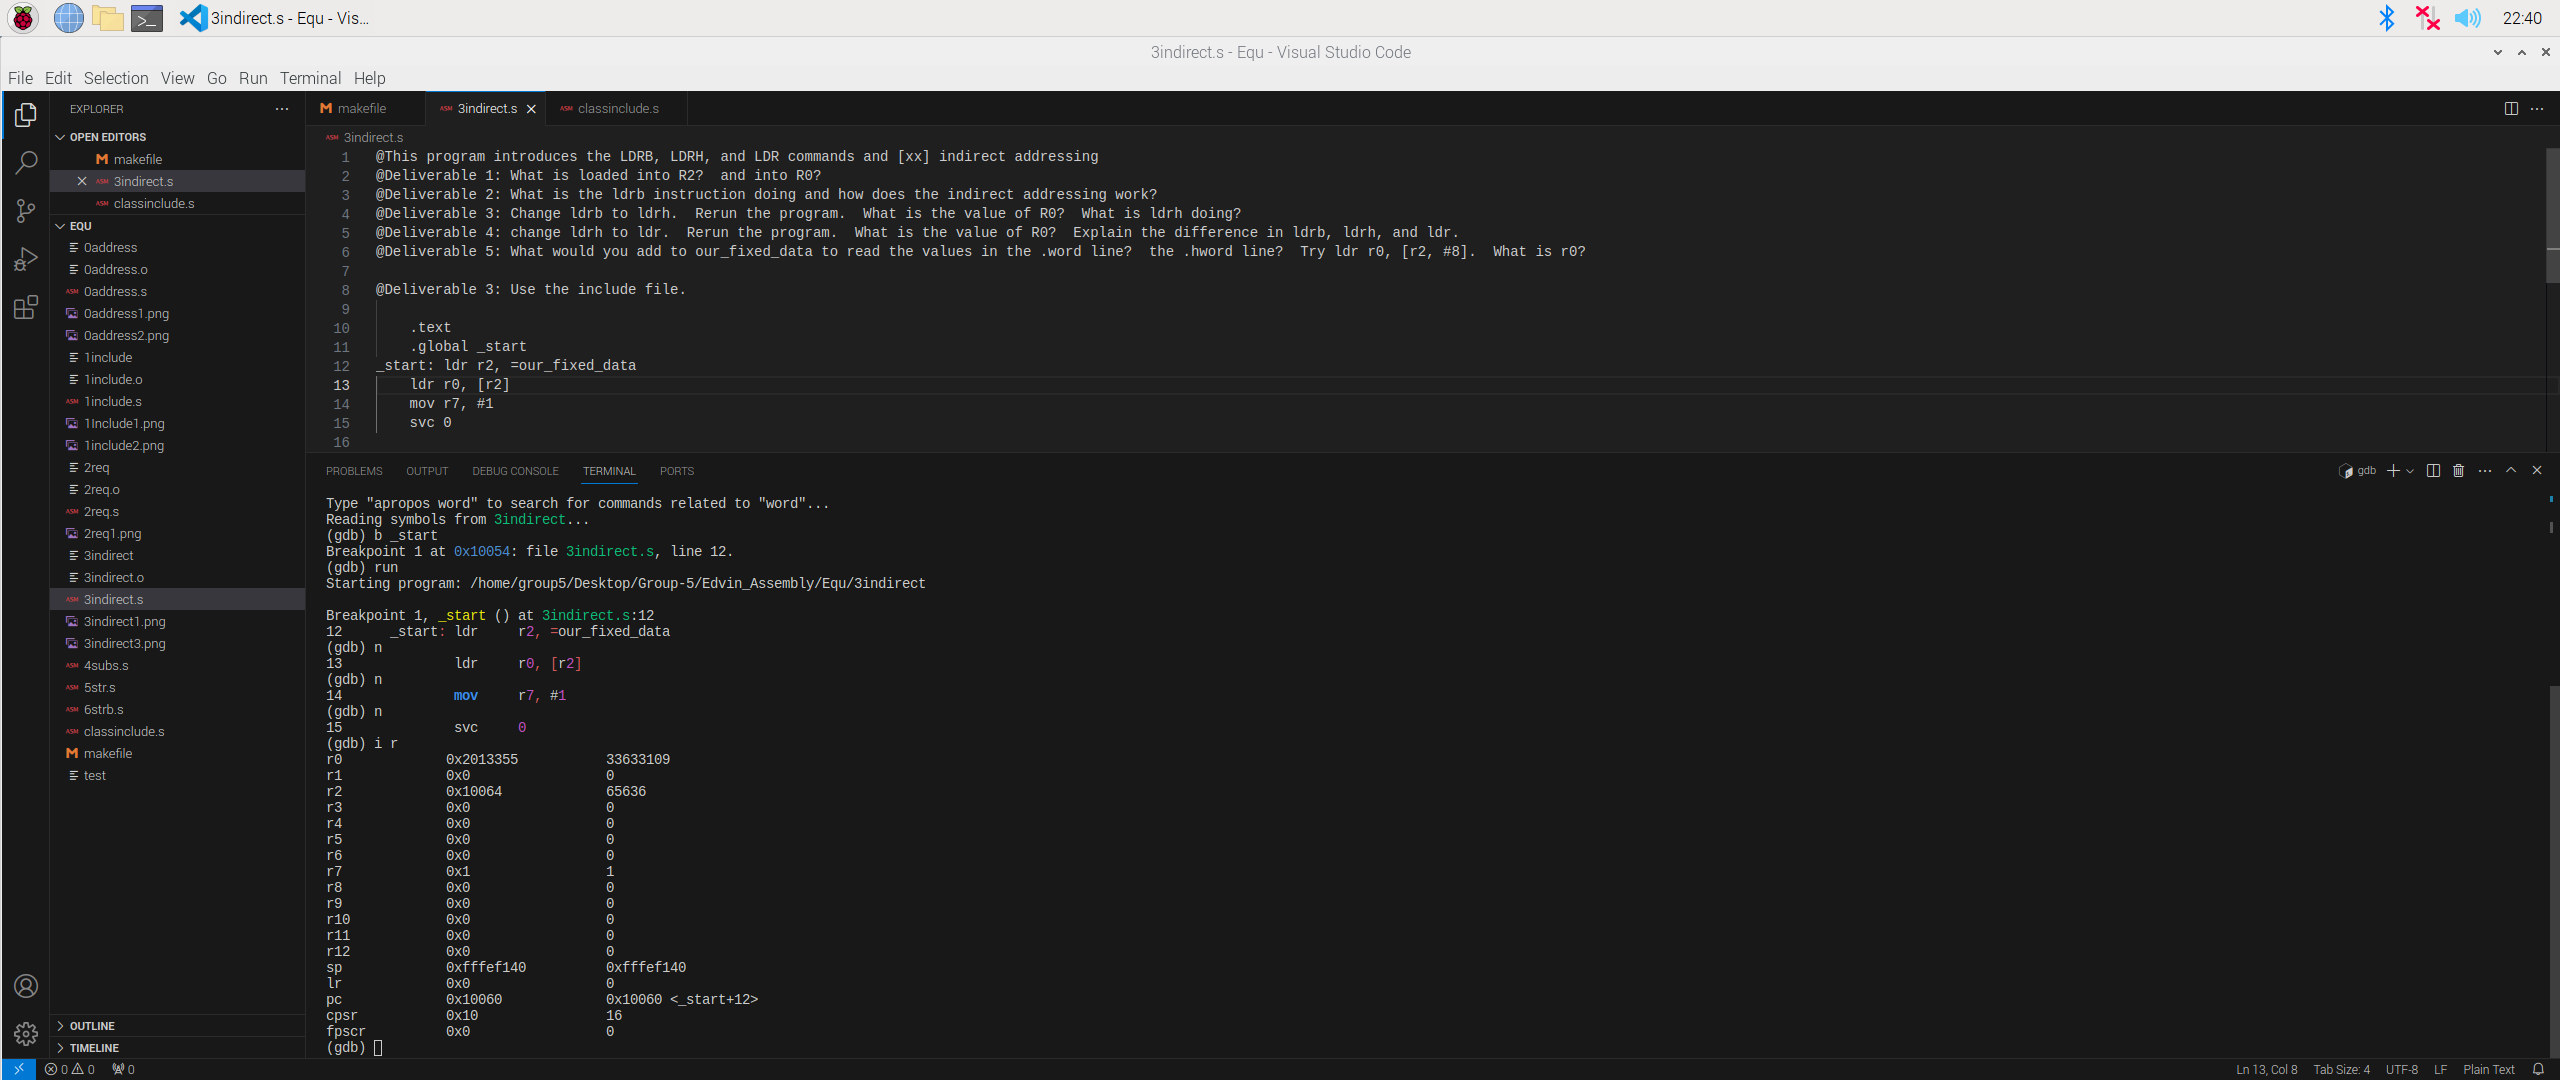 3indirect.s - Equ - Vis...
22:40
3indirect.s - Equ - Visual Studio Code
File Edit Selection View Go Run Terminal Help
EXPLORER
OPEN EDITORS
makefile
3indirect.s
classinclude.s
EQU
0address
0address.o
0address.s
0address1.png
0address2.png
1include
1include.o
1include.s
1Include1.png
1include2.png
2req
2req.o
2req.s
2req1.png
3indirect
3indirect.o
3indirect.s
3indirect1.png
3indirect3.png
4subs.s
5str.s
6strb.s
classinclude.s
makefile
test
OUTLINE
TIMELINE
makefile 3indirect.s classinclude.s
3indirect.s
1 @This program introduces the LDRB, LDRH, and LDR commands and [xx] indirect addressing
2 @Deliverable 1: What is loaded into R2?  and into R0?
3 @Deliverable 2: What is the ldrb instruction doing and how does the indirect addressing work?
4 @Deliverable 3: Change ldrb to ldrh.  Rerun the program.  What is the value of R0?  What is ldrh doing?
5 @Deliverable 4: change ldrh to ldr.  Rerun the program.  What is the value of R0?  Explain the difference in ldrb, ldrh, and ldr.
6 @Deliverable 5: What would you add to our_fixed_data to read the values in the .word line?  the .hword line?  Try ldr r0, [r2, #8].  What is r0?
7
8 @Deliverable 3: Use the include file.
9
10 .text
11 .global _start
12 _start: ldr r2, =our_fixed_data
13 ldr r0, [r2]
14 mov r7, #1
15 svc 0
16
PROBLEMS OUTPUT DEBUG CONSOLE TERMINAL PORTS
gdb
Type "apropos word" to search for commands related to "word"...
Reading symbols from 3indirect...
(gdb) b _start
Breakpoint 1 at 0x10054: file 3indirect.s, line 12.
(gdb) run
Starting program: /home/group5/Desktop/Group-5/Edvin_Assembly/Equ/3indirect
Breakpoint 1, _start () at 3indirect.s:12
12 _start: ldr r2, =our_fixed_data
(gdb) n
13 ldr r0, [r2]
(gdb) n
14 mov r7, #1
(gdb) n
15 svc 0
(gdb) i r
r0 0x2013355 33633109
r1 0x0 0
r2 0x10064 65636
r3 0x0 0
r4 0x0 0
r5 0x0 0
r6 0x0 0
r7 0x1 1
r8 0x0 0
r9 0x0 0
r10 0x0 0
r11 0x0 0
r12 0x0 0
sp 0xfffef140 0xfffef140
lr 0x0 0
pc 0x10060 0x10060 <_start+12>
cpsr 0x10 16
fpscr 0x0 0
(gdb)
0 0 0
Ln 13, Col 8 Tab Size: 4 UTF-8 LF Plain Text